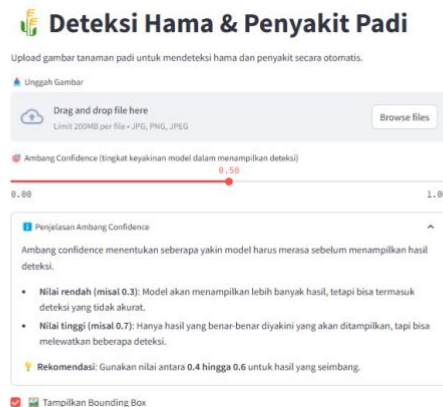 Deteksi Hama & Penyakit Padi
Upload gambar tanaman padi untuk mendeteksi hama dan penyakit secara otomatis.
Unggah Gambar
Drag and drop file here
Limit 200MB per file • JPG, PNG, JPEG
Browse files
Ambang Confidence (tingkat keyakinan model dalam menampilkan deteksi)
0.50
0.00 1.0
Penjelasan Ambang Confidence
Ambang confidence menentukan seberapa yakin model harus merasa sebelum menampilkan hasil
deteksi.
• Nilai rendah (misal 0.3): Model akan menampilkan lebih banyak hasil, tetapi bisa termasuk
deteksi yang tidak akurat.
• Nilai tinggi (misal 0.7): Hanya hasil yang benar-benar diyakini yang akan ditampilkan, tapi bisa
melewatkan beberapa deteksi.
Rekomendasi: Gunakan nilai antara 0.4 hingga 0.6 untuk hasil yang seimbang.
Tampilkan Bounding Box